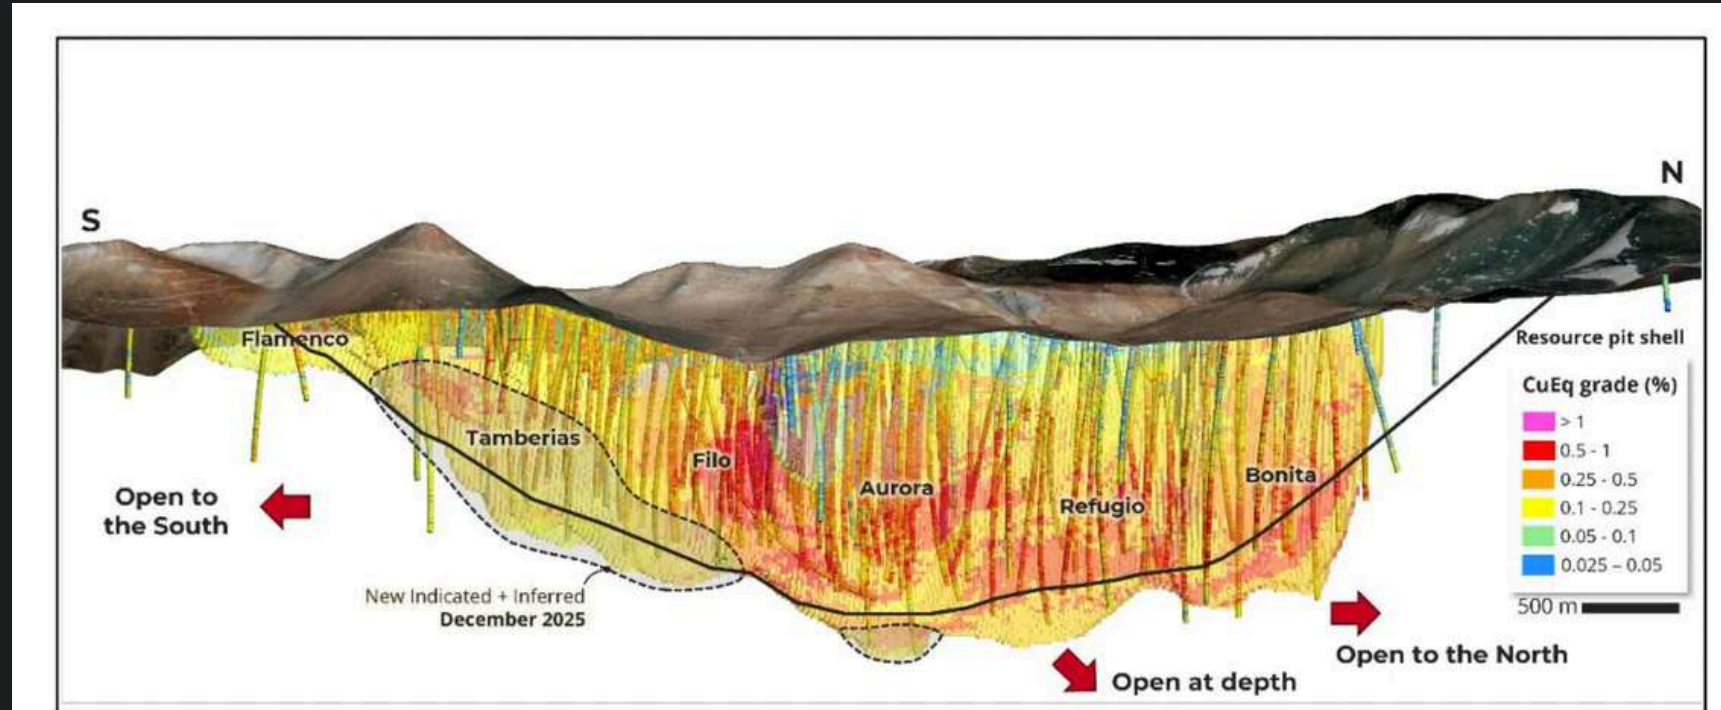 N
S
Flamenco
Resource pit shell
CuEq grade (%)
> 1
0.5 - 1
0.25 - 0.5
0.1 - 0.25
0.05 - 0.1
0.025 – 0.05
500 m
Tamberias
Filo
Aurora
Refugio
Bonita
Open to
the South
New Indicated + Inferred
December 2025
Open to the North
Open at depth